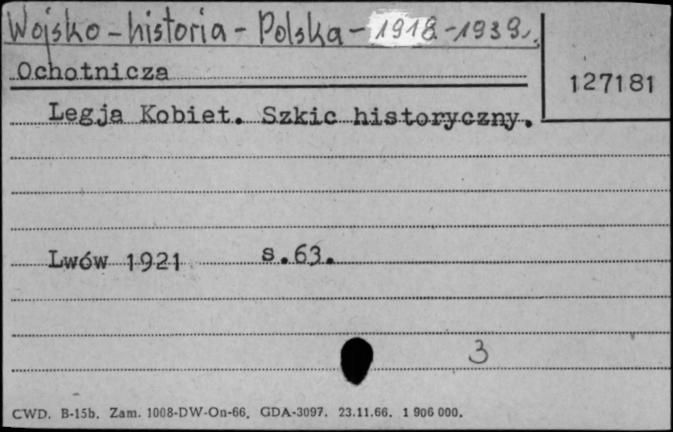 Wojsko - historia - Polska - 1918 - 1939.
Ochotnicza
127181
Legja Kobiet. Szkic historyczny.
Lwów 1921 s.63.
3
CWD. B-15b. Zam. 1008-DW-On-66. GDA-3097. 23.11.66. 1 906 000.